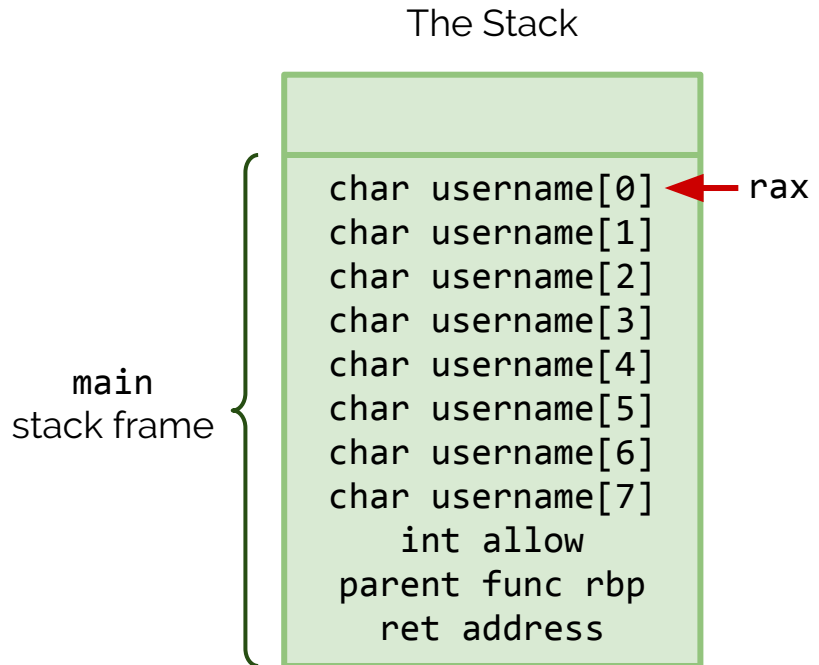 The Stack
char username[0]
rax
char username[1]
char username[2]
char username[3]
char username[4]
char username[5]
char username[6]
char username[7]
int allow
parent func rbp
ret address
main
stack frame